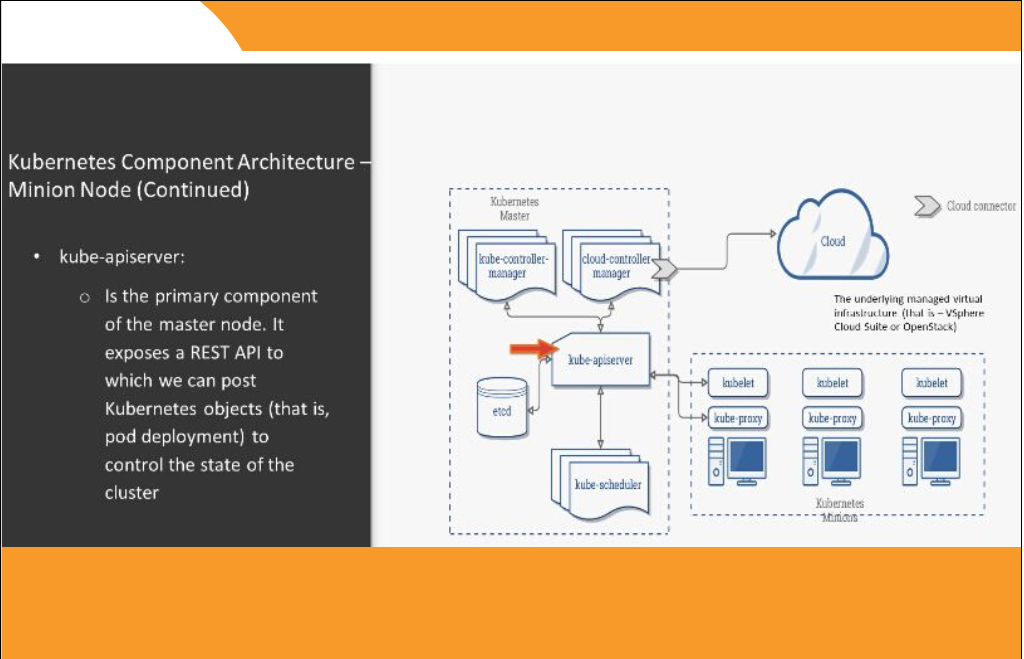 Kubernetes Component Architecture –
Minion Node (Continued)
• kube-apiserver:
o Is the primary component
of the master node. It
exposes a REST API to
which we can post
Kubernetes objects (that is,
pod deployment) to
control the state of the
cluster
Kubernetes
Master
kube-controller-
manager
cloud-controller
manager
Cloud
Cloud connector
The underlying managed virtual
infrastructure (that is – VSphere
Cloud Suite or OpenStack)
kube-apiserver
etcd
kube-scheduler
kubelet
kubelet
kubelet
kube-proxy
kube-proxy
kube-proxy
Kubernetes
Minions